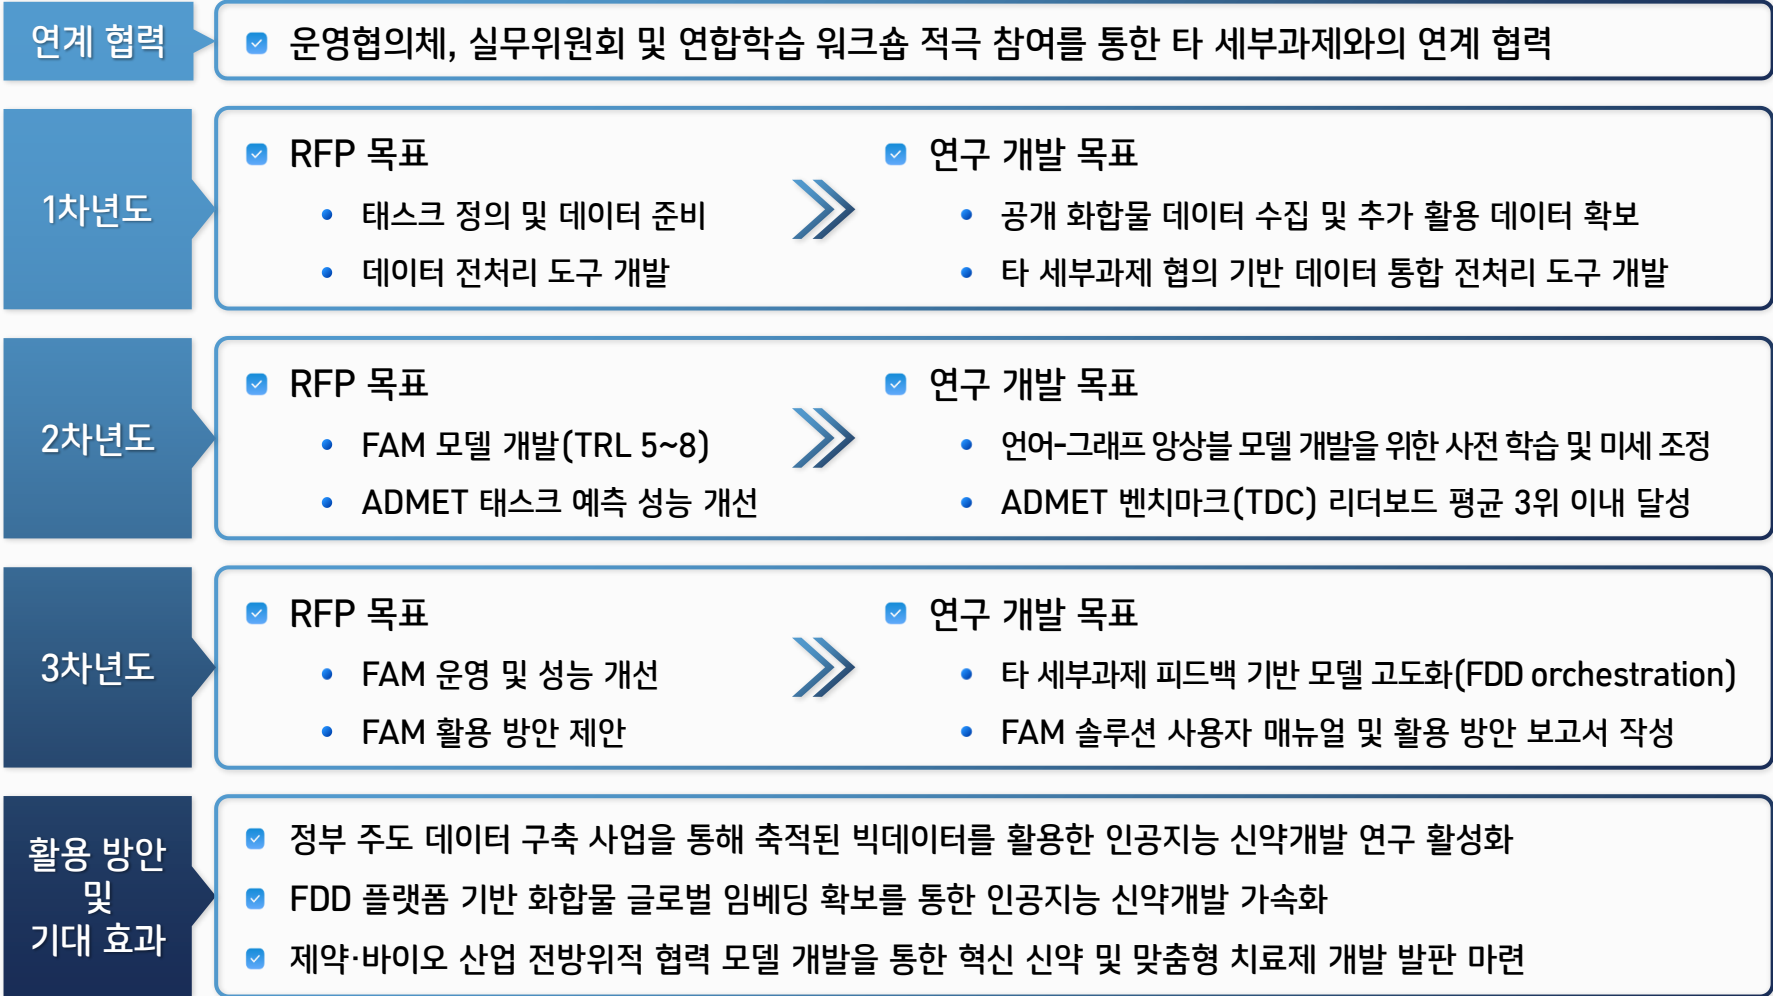 연계 협력
운영협의체, 실무위원회 및 연합학습 워크숍 적극 참여를 통한 타 세부과제와의 연계 협력
1차년도
RFP 목표
태스크 정의 및 데이터 준비
데이터 전처리 도구 개발
연구 개발 목표
공개 화합물 데이터 수집 및 추가 활용 데이터 확보
타 세부과제 협의 기반 데이터 통합 전처리 도구 개발
2차년도
RFP 목표
FAM 모델 개발(TRL 5~8)
ADMET 태스크 예측 성능 개선
연구 개발 목표
언어-그래프 앙상블 모델 개발을 위한 사전 학습 및 미세 조정
ADMET 벤치마크(TDC) 리더보드 평균 3위 이내 달성
3차년도
RFP 목표
FAM 운영 및 성능 개선
FAM 활용 방안 제안
연구 개발 목표
타 세부과제 피드백 기반 모델 고도화(FDD orchestration)
FAM 솔루션 사용자 매뉴얼 및 활용 방안 보고서 작성
활용 방안
및
기대 효과
정부 주도 데이터 구축 사업을 통해 축적된 빅데이터를 활용한 인공지능 신약개발 연구 활성화
FDD 플랫폼 기반 화합물 글로벌 임베딩 확보를 통한 인공지능 신약개발 가속화
제약·바이오 산업 전방위적 협력 모델 개발을 통한 혁신 신약 및 맞춤형 치료제 개발 발판 마련